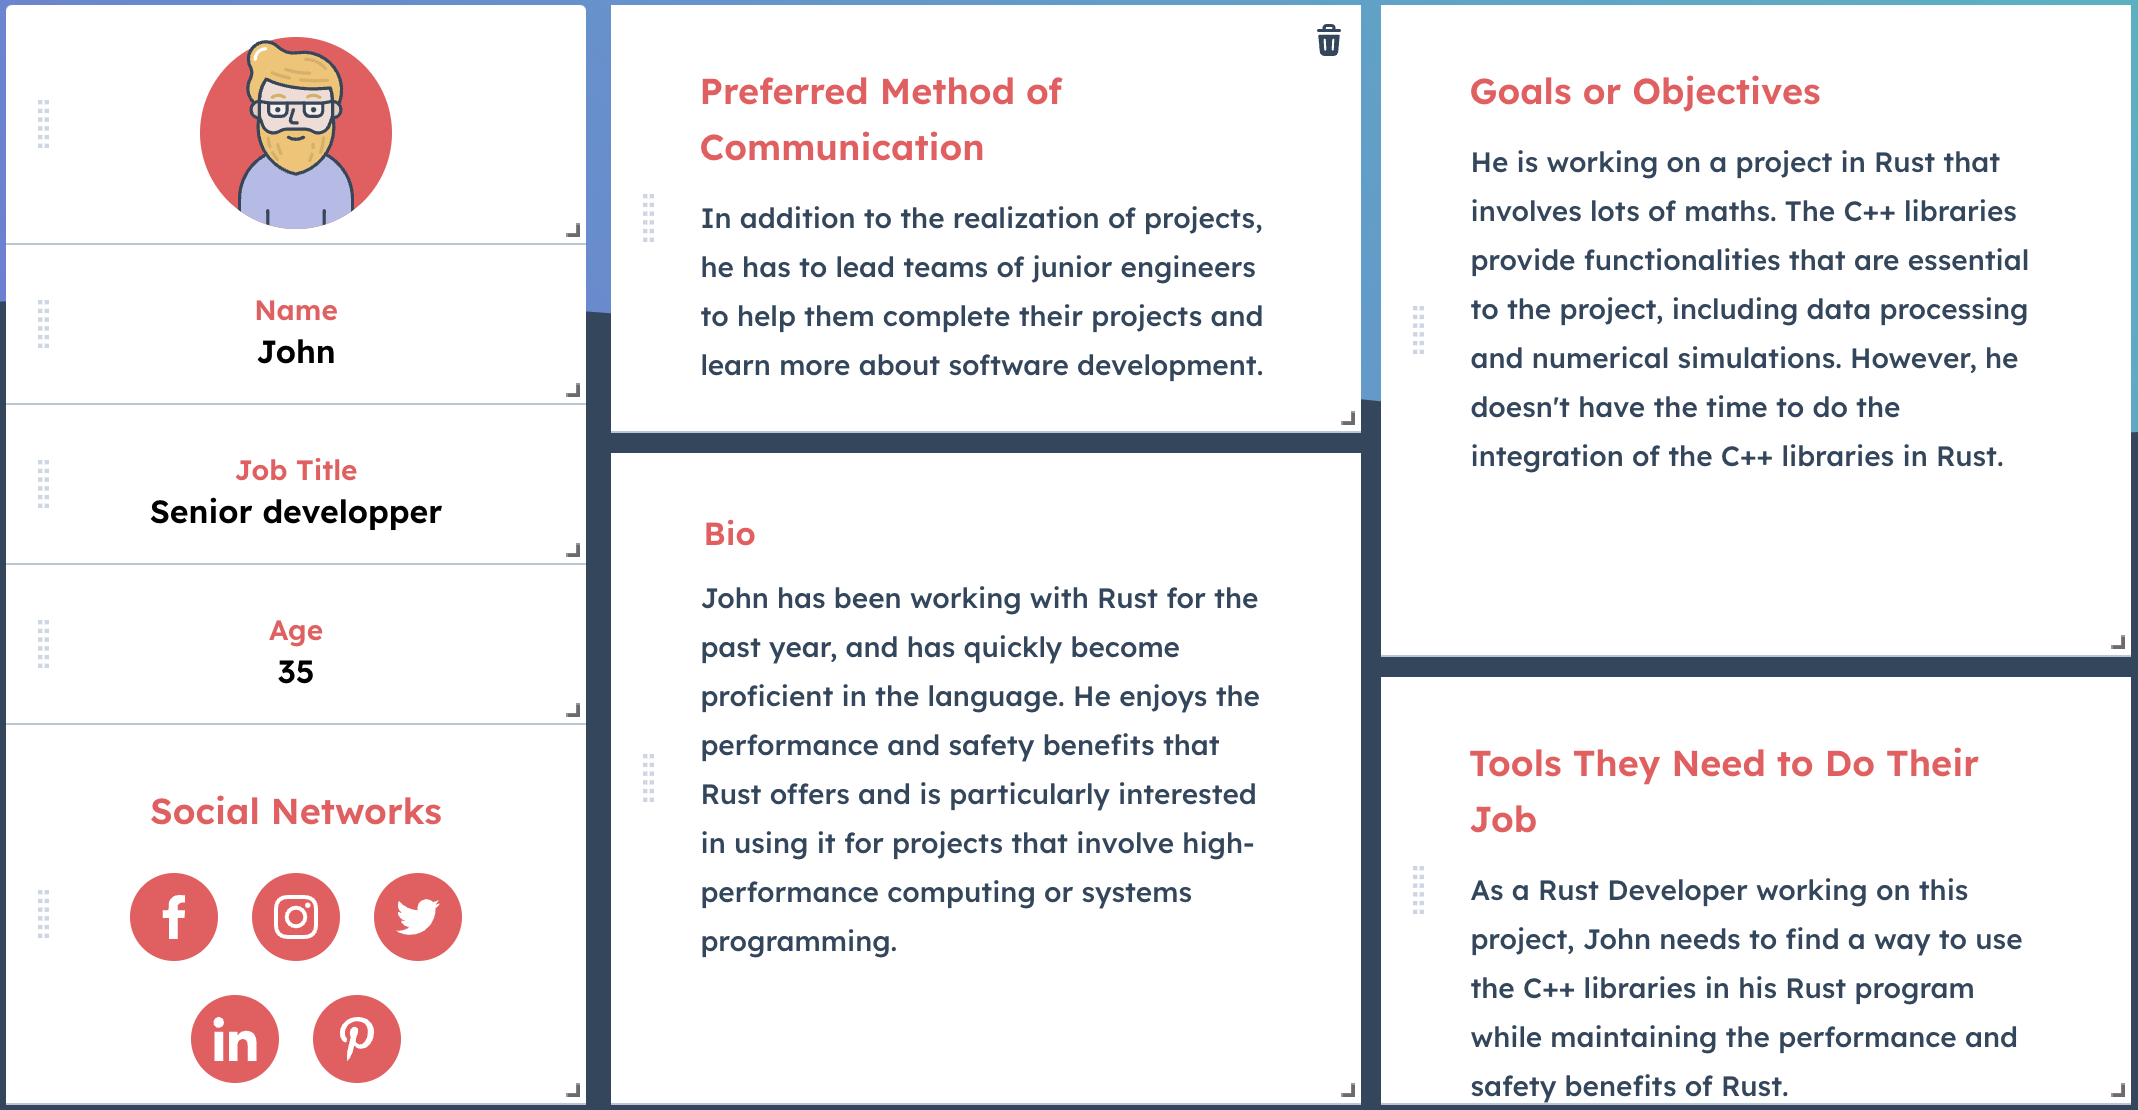 Name
John
Job Title
Senior developper
Age
35
Social Networks
Preferred Method of
Communication
In addition to the realization of projects,
he has to lead teams of junior engineers
to help them complete their projects and
learn more about software development.
Bio
John has been working with Rust for the
past year, and has quickly become
proficient in the language. He enjoys the
performance and safety benefits that
Rust offers and is particularly interested
in using it for projects that involve high-
performance computing or systems
programming.
Goals or Objectives
He is working on a project in Rust that
involves lots of maths. The C++ libraries
provide functionalities that are essential
to the project, including data processing
and numerical simulations. However, he
doesn't have the time to do the
integration of the C++ libraries in Rust.
Tools They Need to Do Their
Job
As a Rust Developer working on this
project, John needs to find a way to use
the C++ libraries in his Rust program
while maintaining the performance and
safety benefits of Rust.